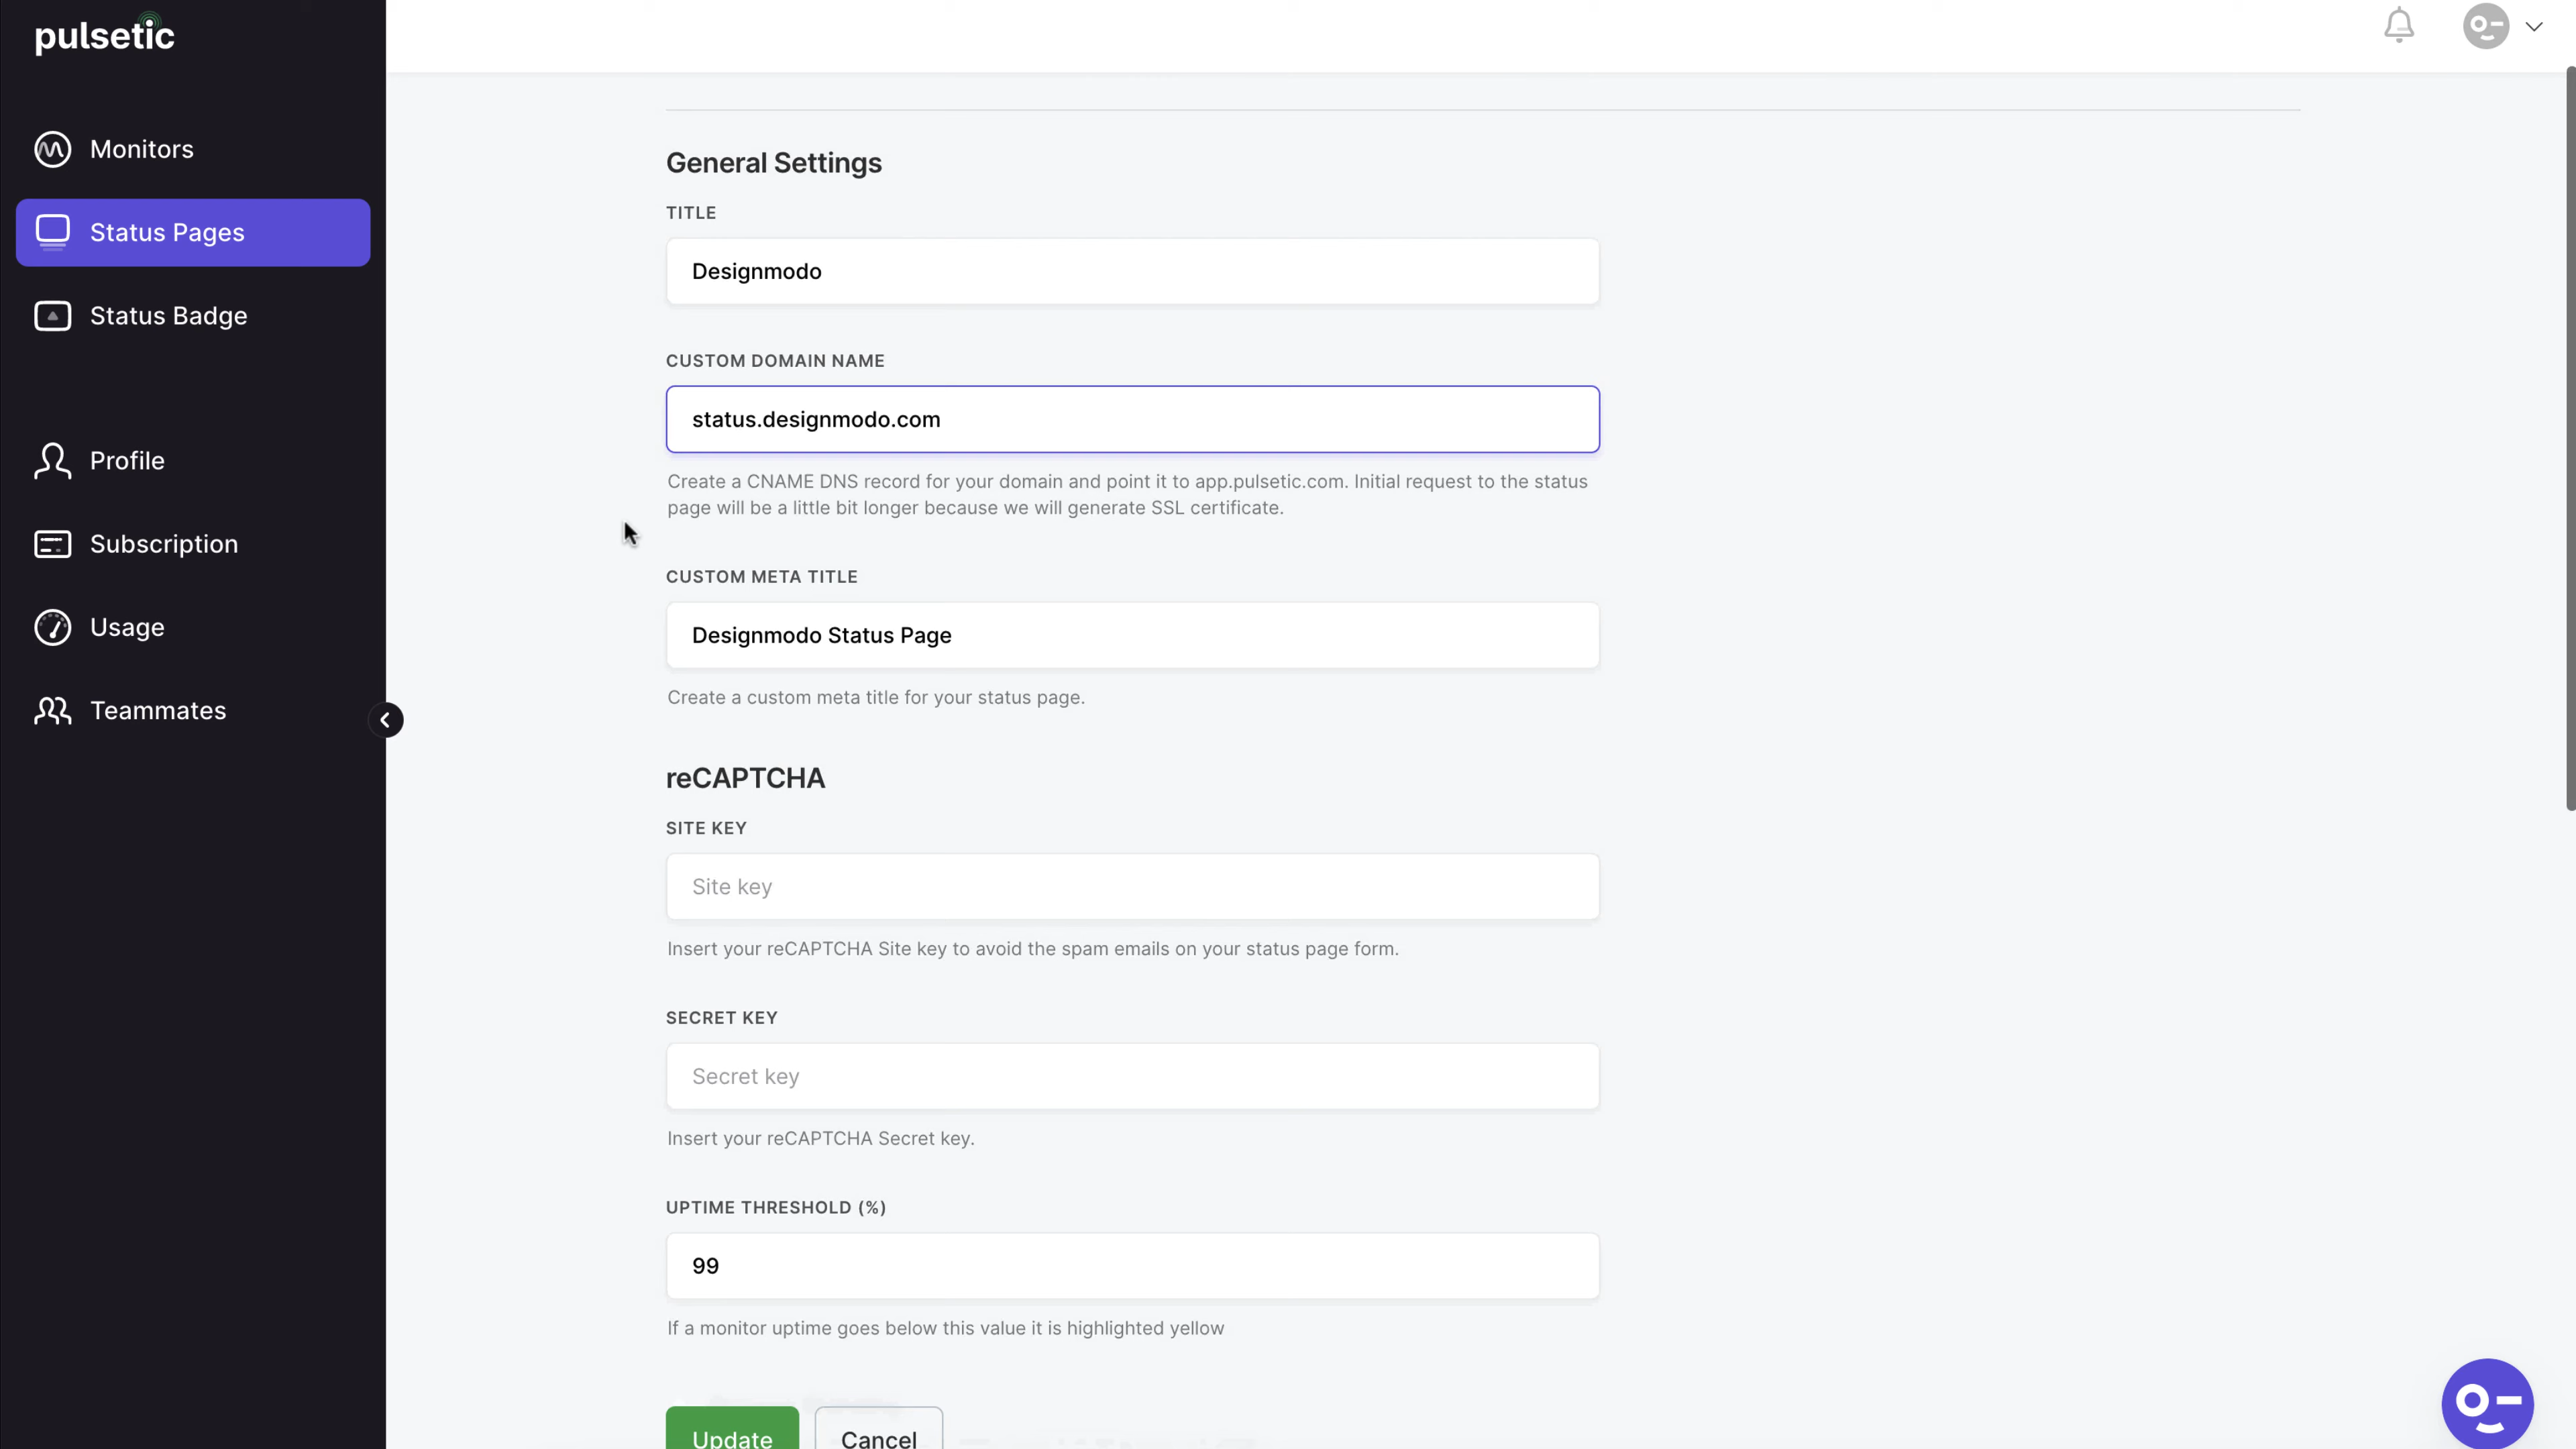 pulsetic
Monitors
Status Pages
Status Badge
Profile
Subscription
Usage
Teammates
General Settings
TITLE
Designmodo
CUSTOM DOMAIN NAME
status.designmodo.com
Create a CNAME DNS record for your domain and point it to app.pulsetic.com. Initial request to the status
page will be a little bit longer because we will generate SSL certificate.
CUSTOM META TITLE
Designmodo Status Page
Create a custom meta title for your status page.
reCAPTCHA
SITE KEY
Site key
Insert your reCAPTCHA Site key to avoid the spam emails on your status page form.
SECRET KEY
Secret key
Insert your reCAPTCHA Secret key.
UPTIME THRESHOLD (%)
99
If a monitor uptime goes below this value it is highlighted yellow
Update Cancel